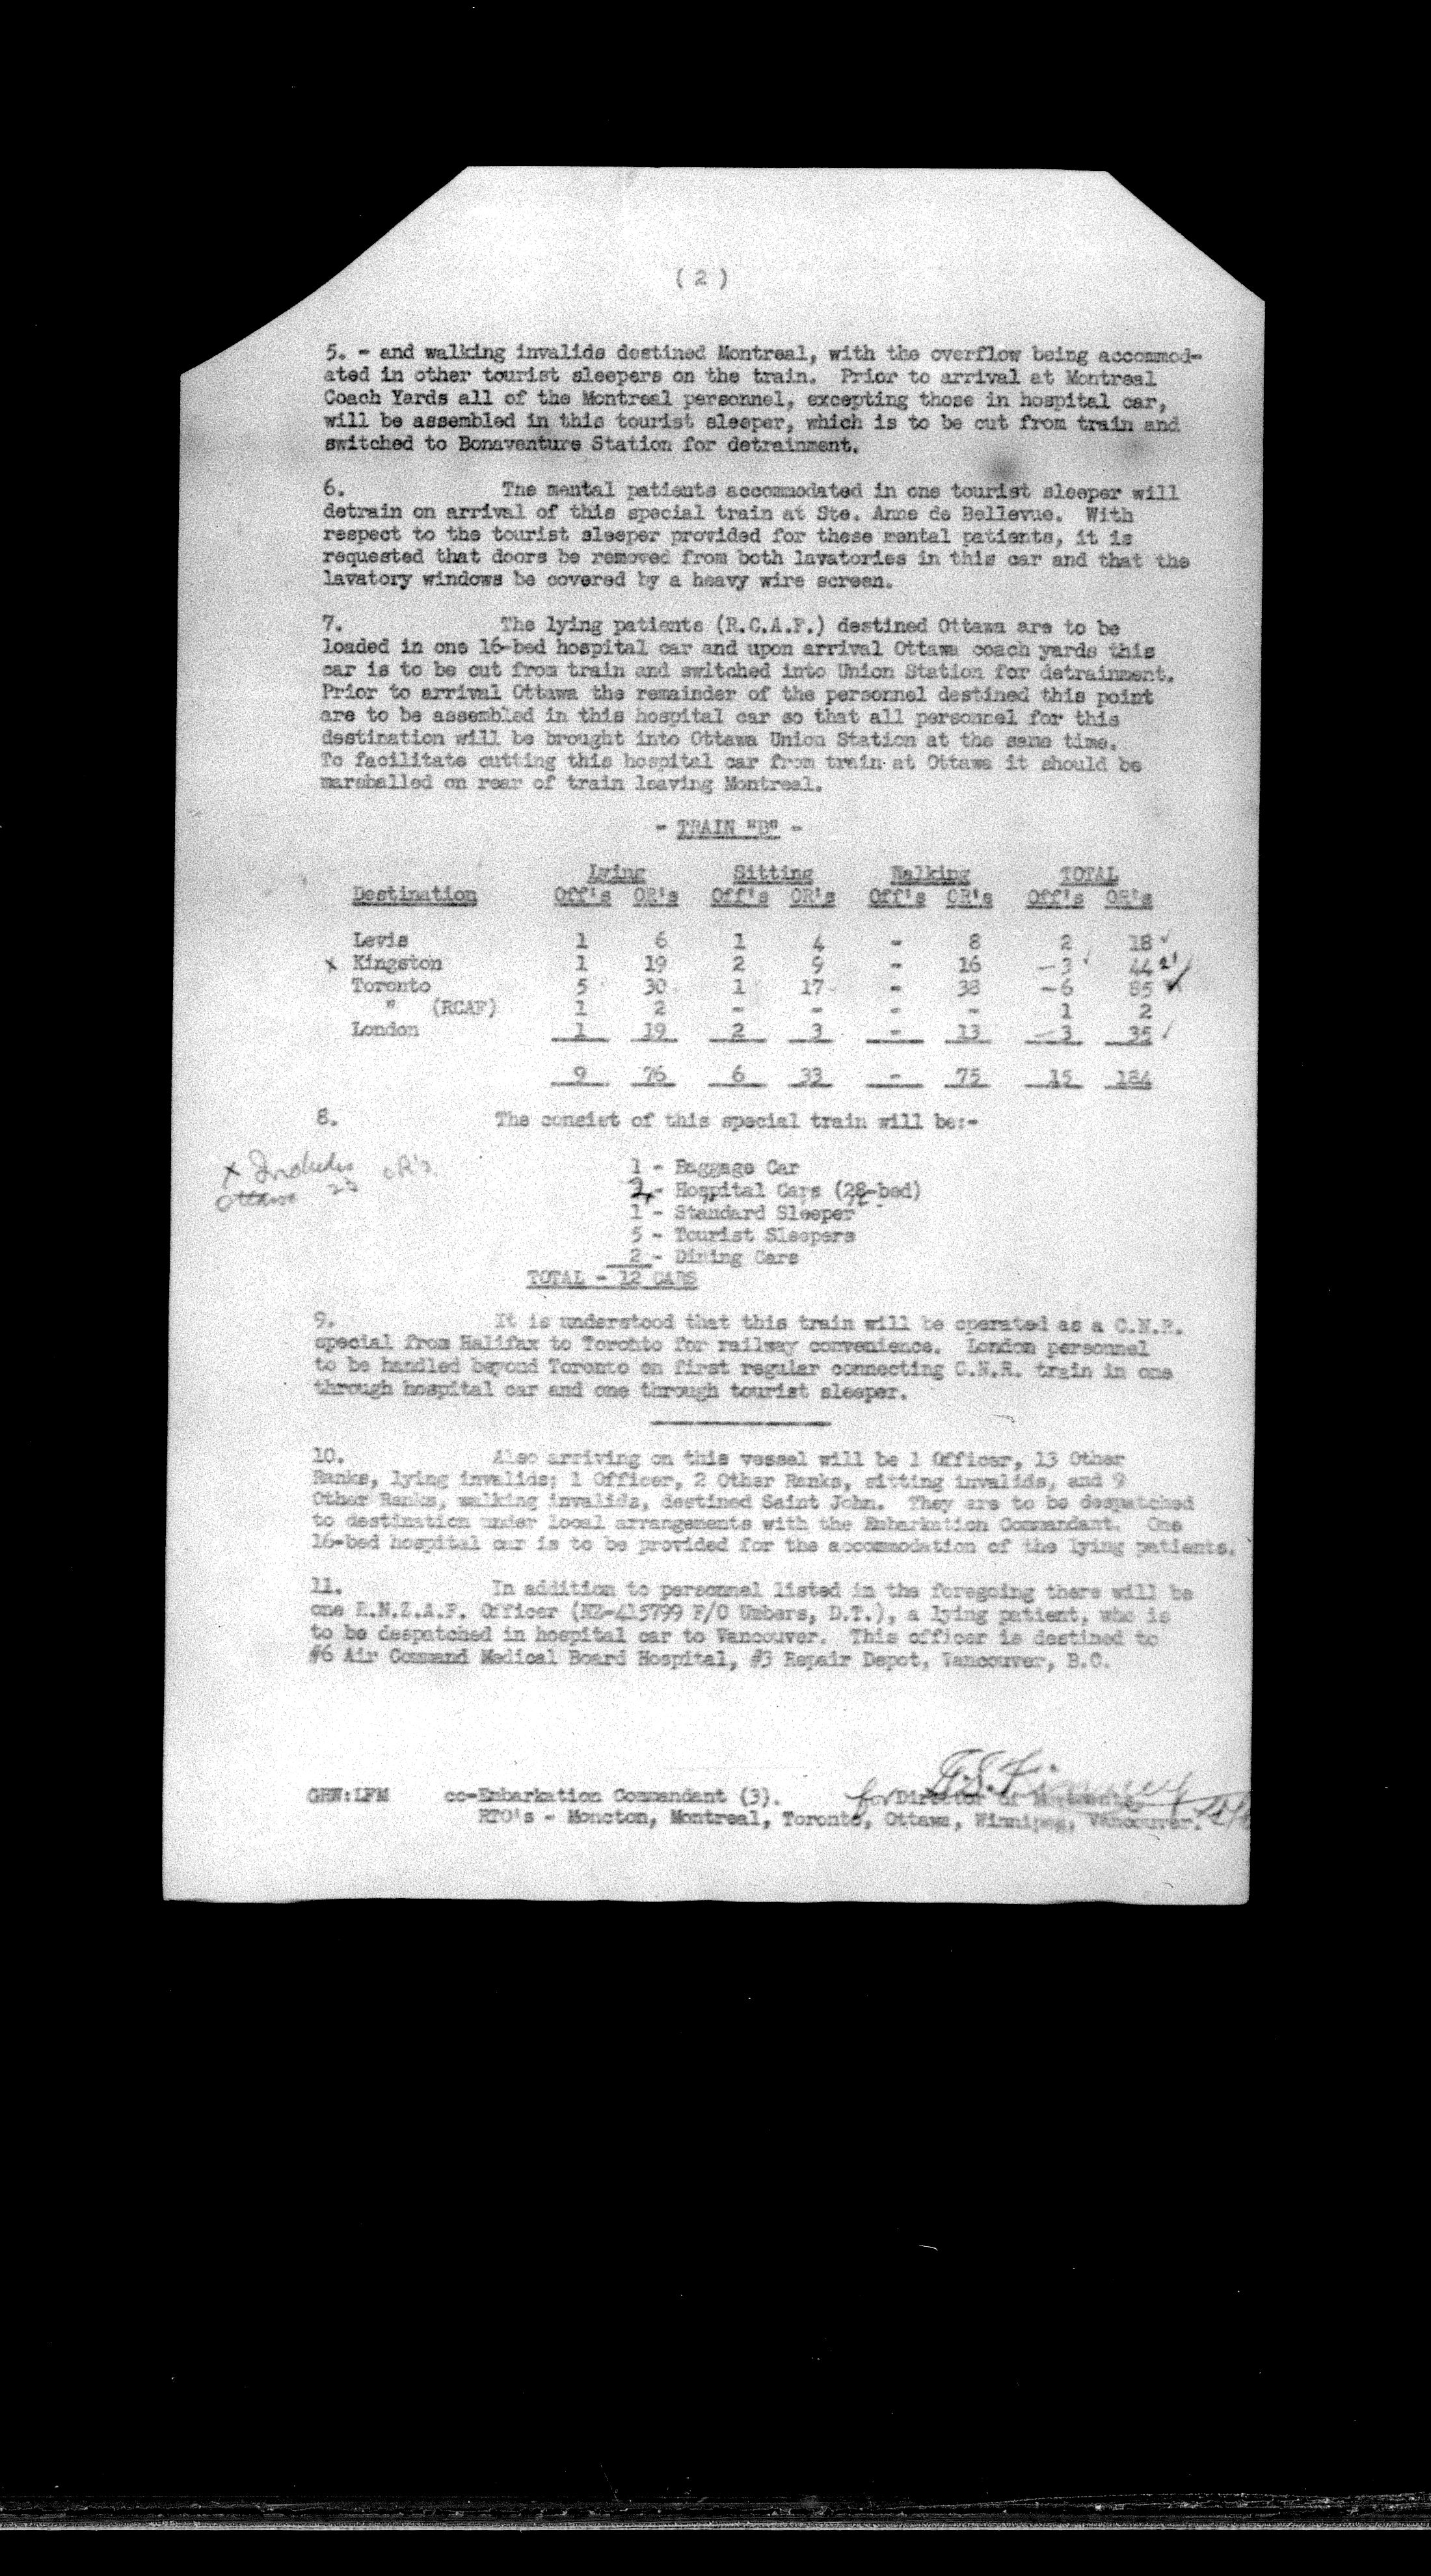 ( 2 )
5. - and walking invalids destined Montreal, with the overflow being accommod-
ated in other tourist sleepers on the train. Prior to arrival at Montreal
Coach Yards all of the Montreal personnel, excepting those in hospital car,
will be assembled in this tourist sleeper, which is to be cut from train and
switched to Bonaventure Station for detrainment.
6. The mental patients accommodated in one tourist sleeper will
detrain on arrival of this special train at Ste. Anne de Bellevue. With
respect to the tourist sleeper provided for these mental patients, it is
requested that doors be removed from both lavatories in this car and that the
lavatory windows be covered by a heavy wire screen.
7. The lying patients (R.C.A.F.) destined Ottawa are to be
loaded in one 16-bed hospital car and upon arrival Ottawa coach yards this
car is to be cut from train and switched into Union Station for detrainment.
Prior to arrival Ottawa the remainder of the personnel destined this point
are to be assembled in this hospital car so that all personnel for this
destination will be brought into Ottawa Union Station at the same time.
To facilitate cutting this hospital car from train at Ottawa it should be
marshalled on rear of train leaving Montreal.
- TRAIN "B" -
Lying Sitting Walking TOTAL
Destination Off's OR's Off's OR's Off's OR's Off's OR's
Levis 1 6 1 4 - 8 2 18
x Kingston 1 19 2 9 - 16 3 44
Toronto 5 30 1 17 - 38 6 85
" (RCAF) 1 2 - - - - 1 2
London 1 19 2 3 - 13 3 35
9 76 6 33 - 75 15 184
8. The consist of this special train will be:-
x Includes OR's.
Ottawa
1 - Baggage Car
- Hospital Cars (28-bed)
1 - Standard Sleeper
5 - Tourist Sleepers
2 - Dining Cars
TOTAL - 12 CARS
9. It is understood that this train will be operated as a C.N.R.
special from Halifax to Toronto for railway convenience. London personnel
to be handled beyond Toronto on first regular connecting C.N.R. train in one
through hospital car and one through tourist sleeper.
10. Also arriving on this vessel will be 1 Officer, 13 Other
Ranks, lying invalids; 1 Officer, 2 Other Ranks, sitting invalids, and 9
Other Ranks, walking invalids, destined Saint John. They are to be despatched
to destination under local arrangements with the Embarkation Commandant. One
16-bed hospital car is to be provided for the accommodation of the lying patients.
11. In addition to personnel listed in the foregoing there will be
one R.N.Z.A.F. Officer (NZ-415799 F/O Umbers, D.T.), a lying patient, who is
to be despatched in hospital car to Vancouver. This officer is destined to
#6 Air Command Medical Board Hospital, #3 Repair Depot, Vancouver, B.C.
GRW:LFM cc-Embarkation Commandant (3). for Director of Movements,
RTO's - Moncton, Montreal, Toronto, Ottawa, Winnipeg, Vancouver.